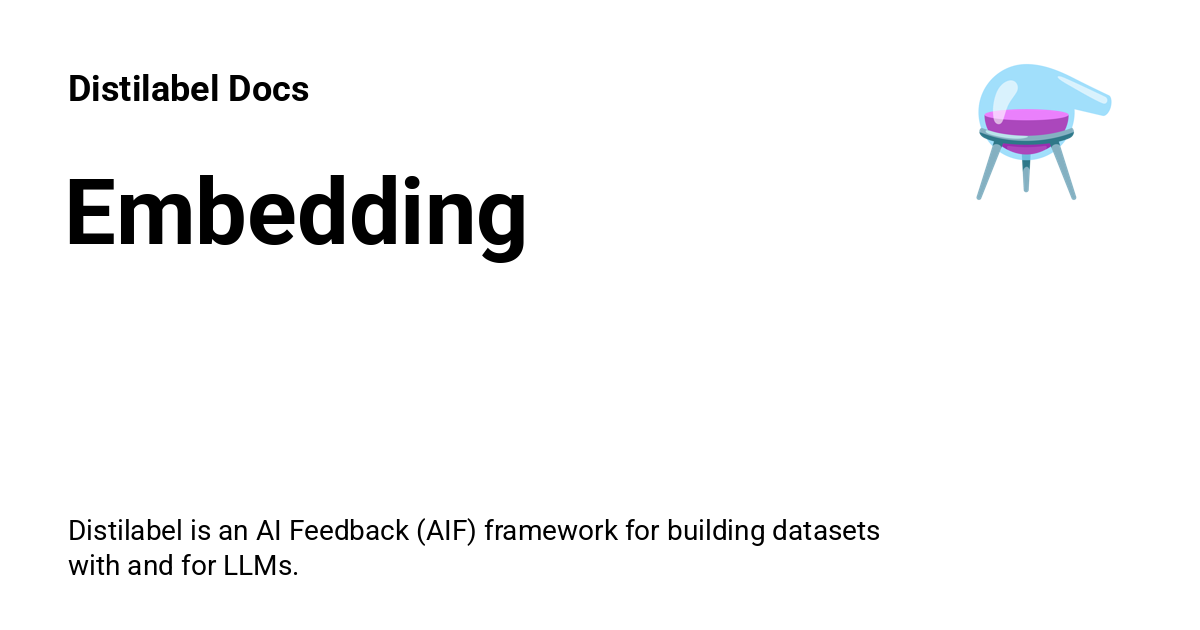 Distilabel Docs
Embedding
Distilabel is an AI Feedback (AIF) framework for building datasets
with and for LLMs.